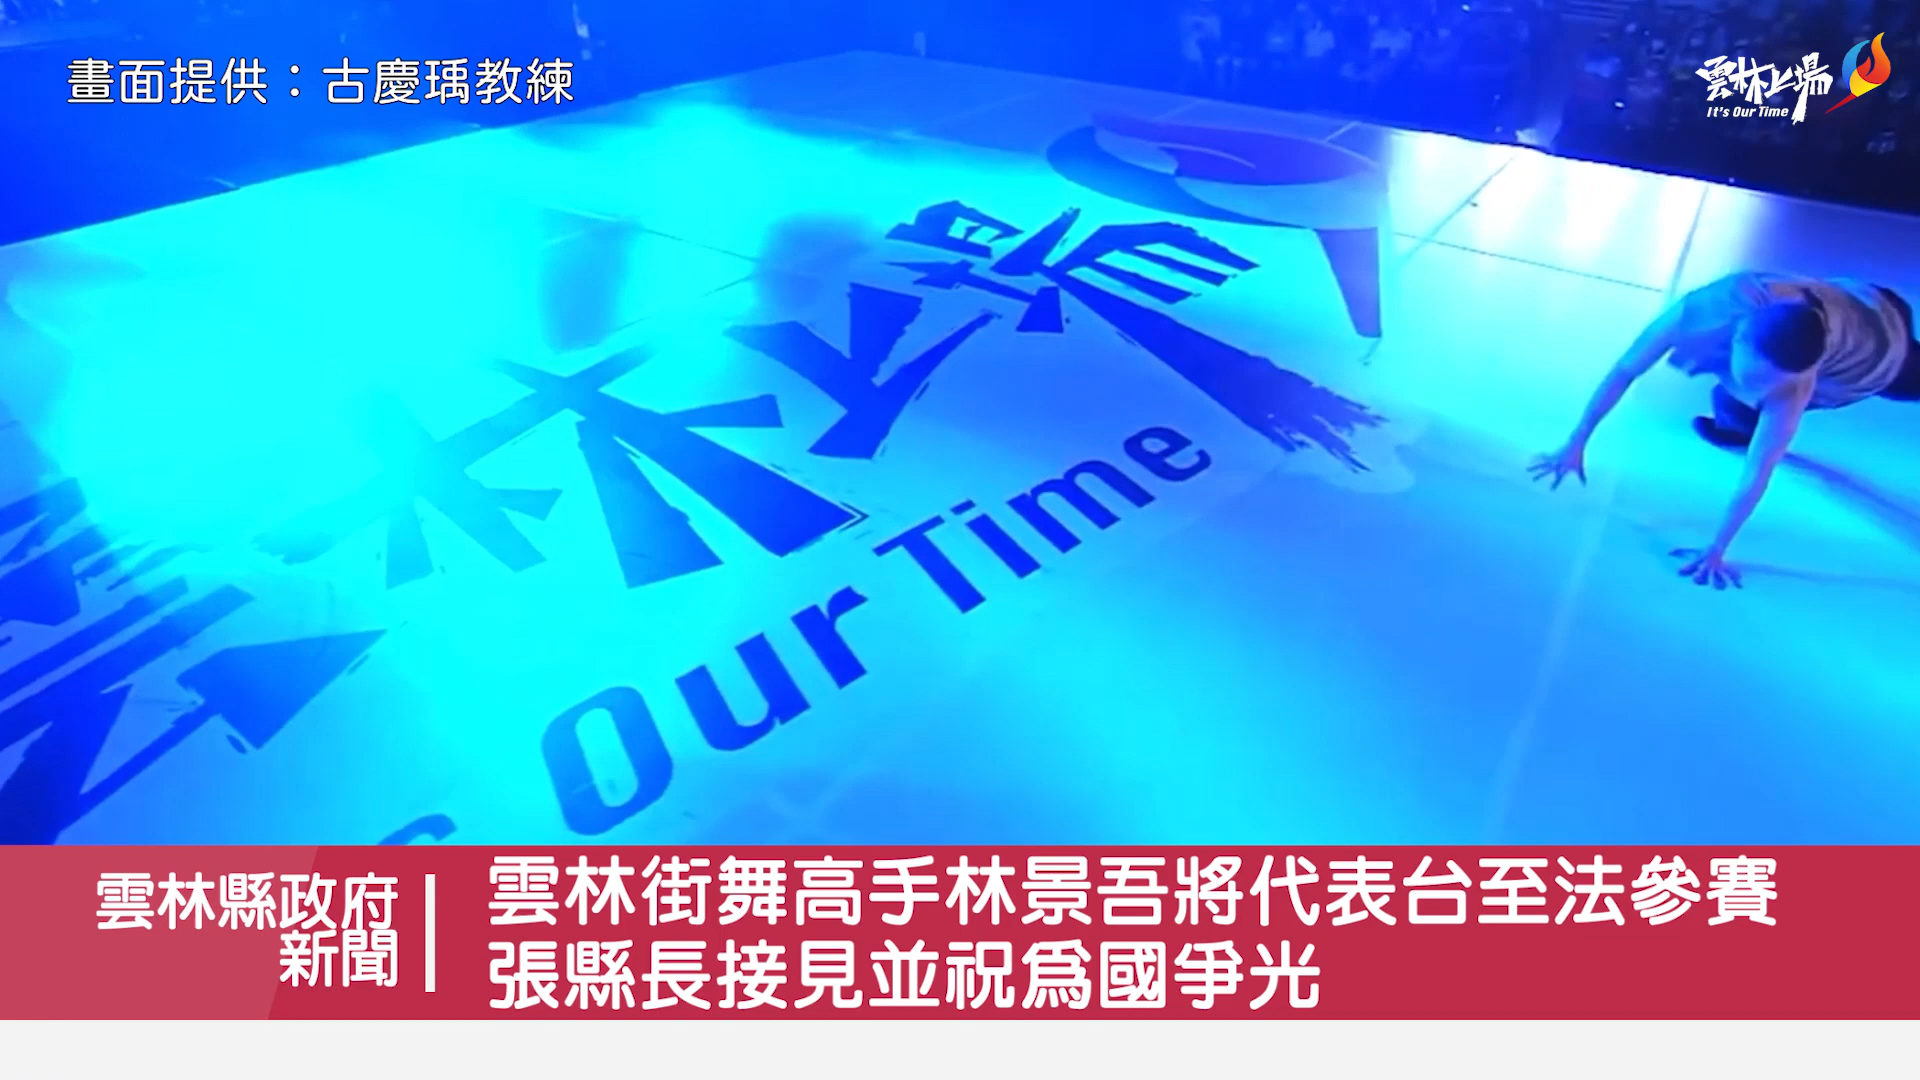 畫面提供：古慶瑀教練
雲林上場
It's Our Time
雲林上場
Our Time
雲林縣政府
新聞
雲林街舞高手林景吾將代表台至法參賽
張縣長接見並祝為國爭光